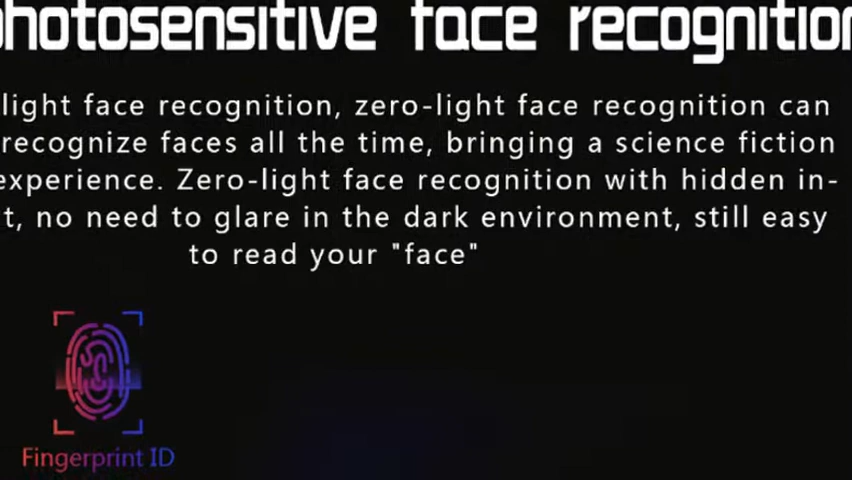 photosensitive face recognition
light face recognition, zero-light face recognition can
recognize faces all the time, bringing a science fiction
experience. Zero-light face recognition with hidden in-
t, no need to glare in the dark environment, still easy
to read your "face"
Fingerprint ID